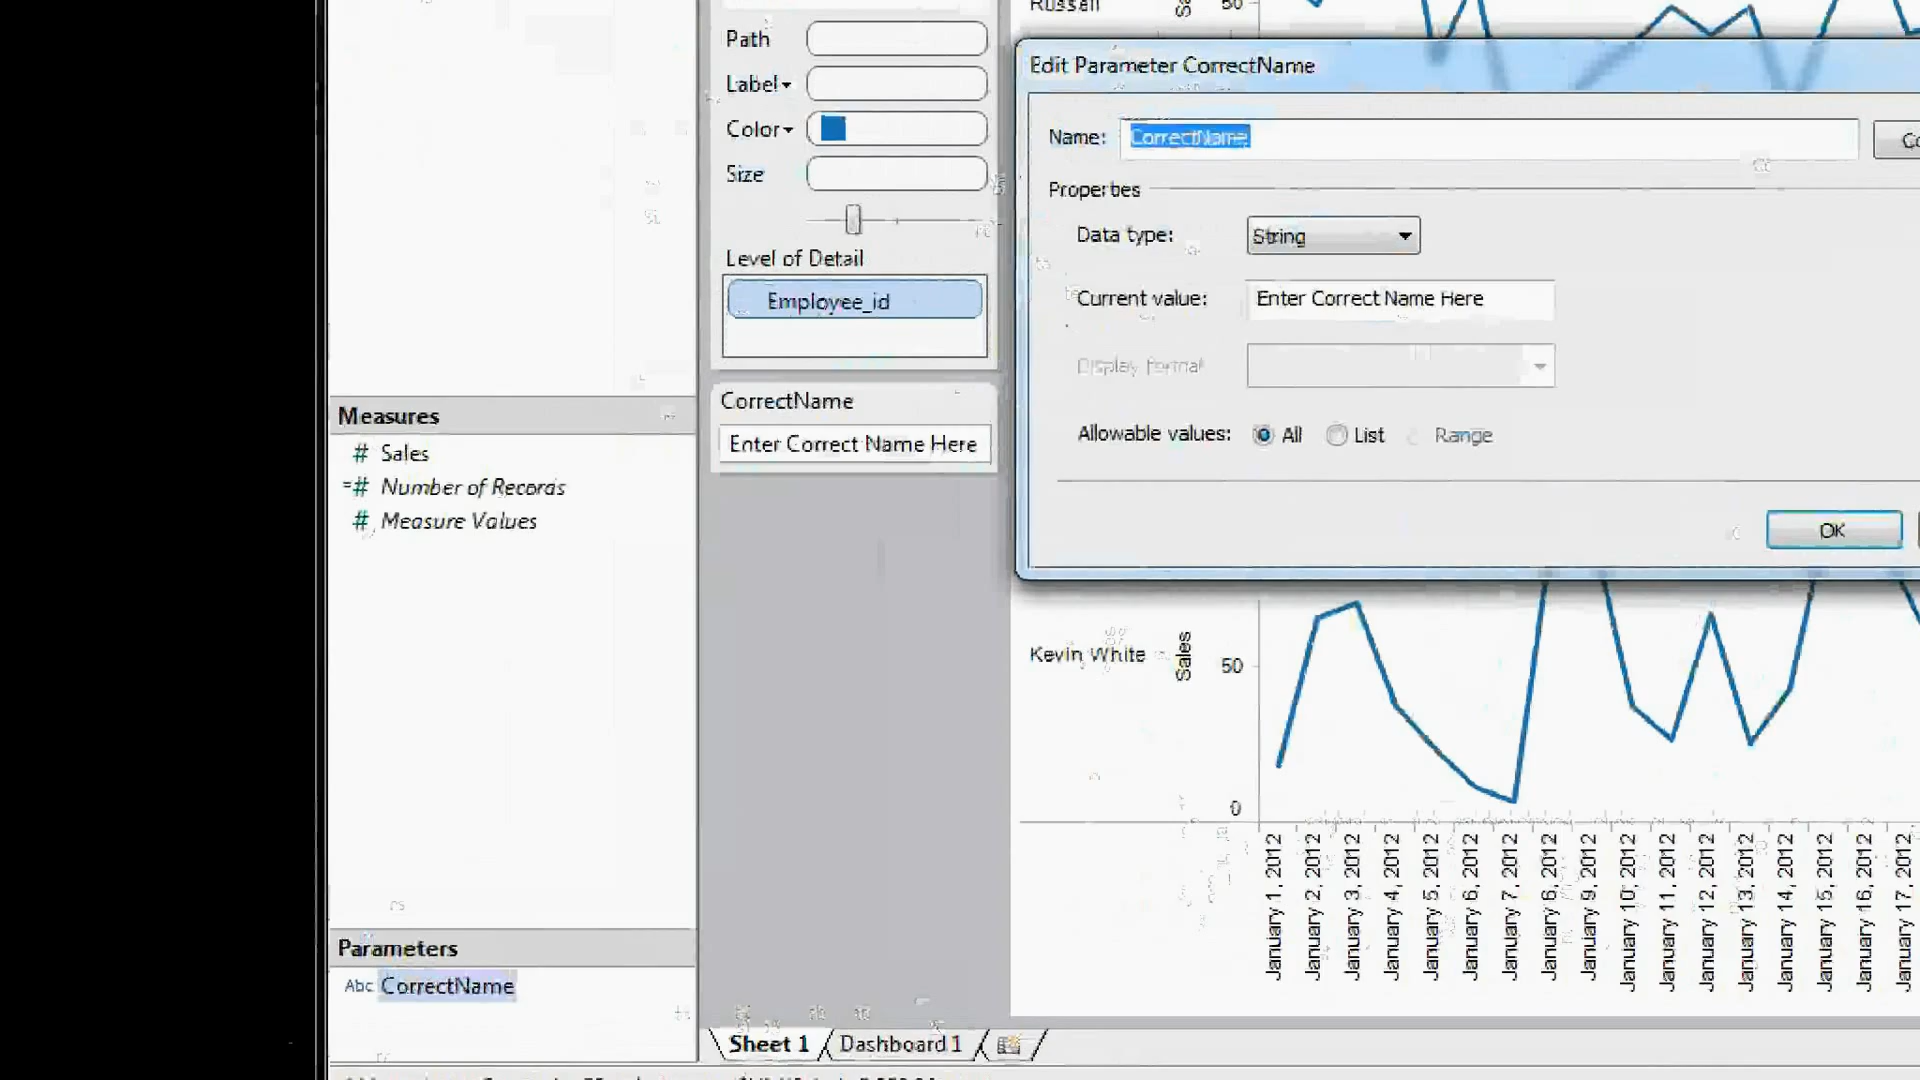 Path
Label
Color
Size
Level of Detail
Employee_id
CorrectName
Enter Correct Name Here
Measures
# Sales
=# Number of Records
# Measure Values
Parameters
Abc CorrectName
Russell
50
Edit Parameter CorrectName
Name: CorrectName
Properties
Data type: String
Current value: Enter Correct Name Here
Display format
Allowable values: All List Range
OK
Kevin White
Sales
50
0
January 1, 2012
January 2, 2012
January 3, 2012
January 4, 2012
January 5, 2012
January 6, 2012
January 7, 2012
January 8, 2012
January 9, 2012
January 10, 2012
January 11, 2012
January 12, 2012
January 13, 2012
January 14, 2012
January 15, 2012
January 16, 2012
January 17, 2012
Sheet 1 Dashboard 1